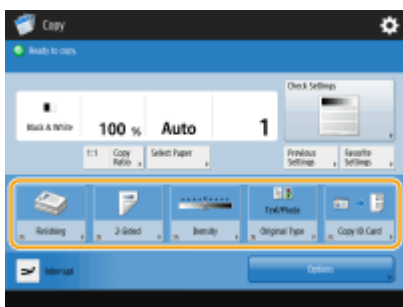 Copy
Ready to copy.
Check Settings
Black & White
100 %
Auto
1
1:1
Copy Ratio
Select Paper
Previous Settings
Favorite Settings
Text/Photo
Finishing
2-Sided
Density
Original Type
Copy ID Card
Interrupt
Options